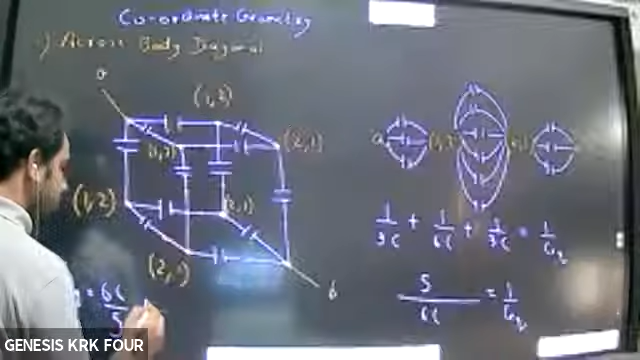 Co-ordinate Geometry
1) Across Body Diagonal
a
(1,2)
(1,2)
(2,1)
(1,2)
(2,1)
(2,1)
b
a
1/3C + 1/6C + 1/3C = 1/Ceq
5/6C = 1/Ceq
= 6C/5
GENESIS KRK FOUR